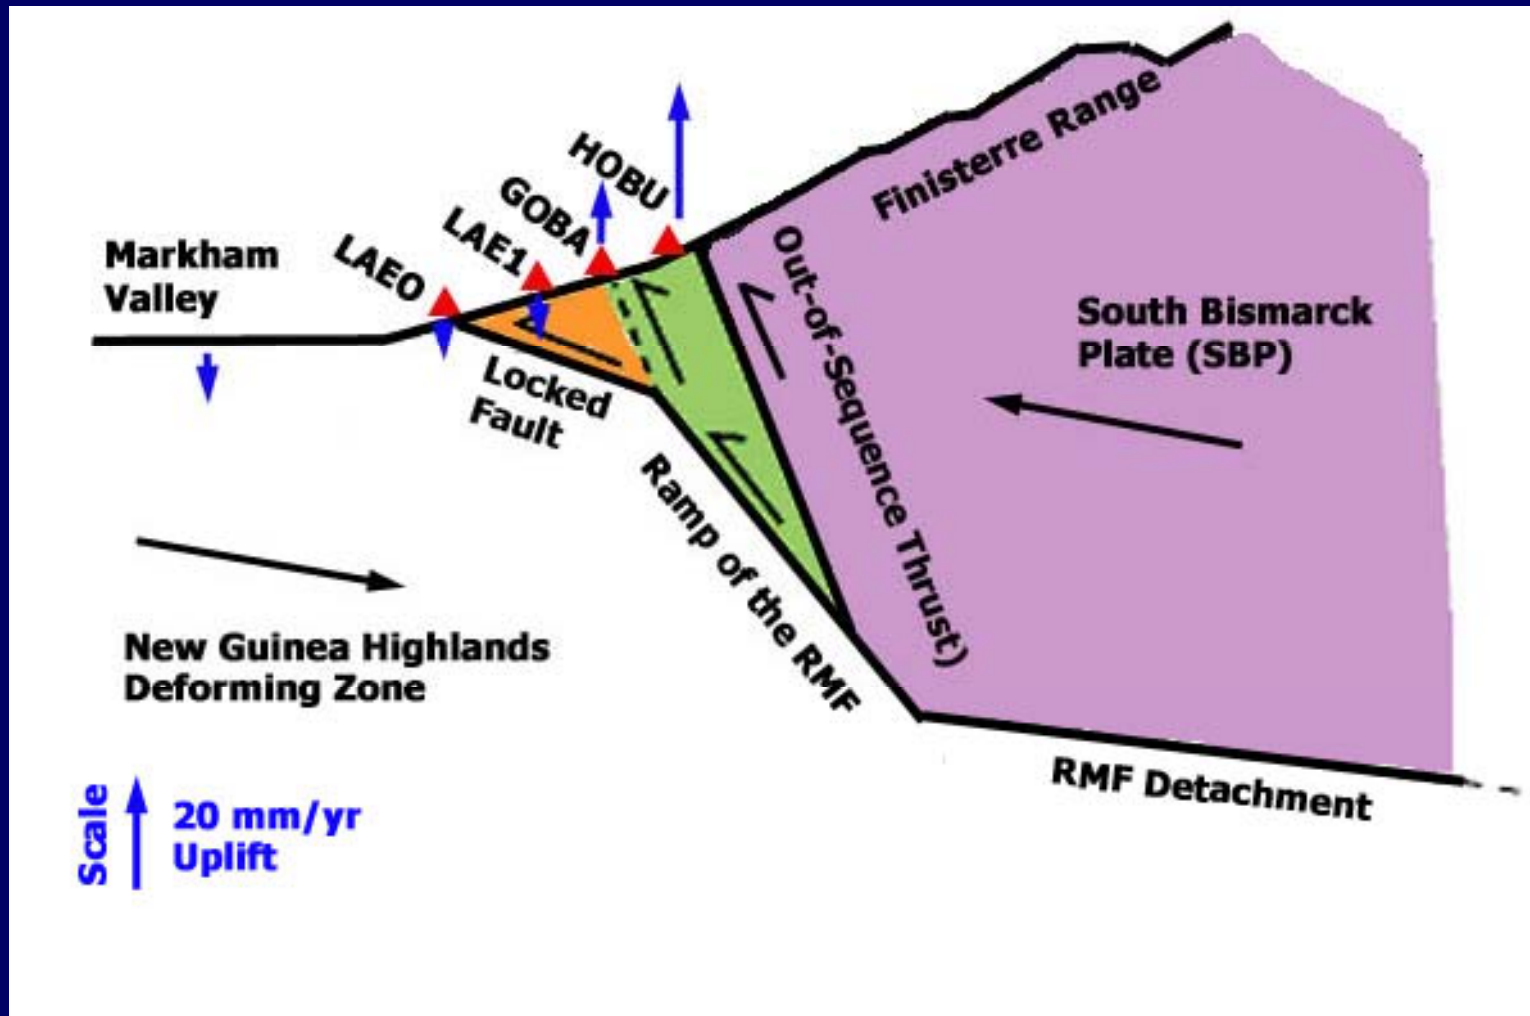 HOBU
GOBA
LAE1
LAE0
Markham
Valley
Finisterre Range
Out-of-Sequence Thrust)
South Bismarck
Plate (SBP)
Locked
Fault
Ramp of the RMF
New Guinea Highlands
Deforming Zone
RMF Detachment
Scale
20 mm/yr
Uplift